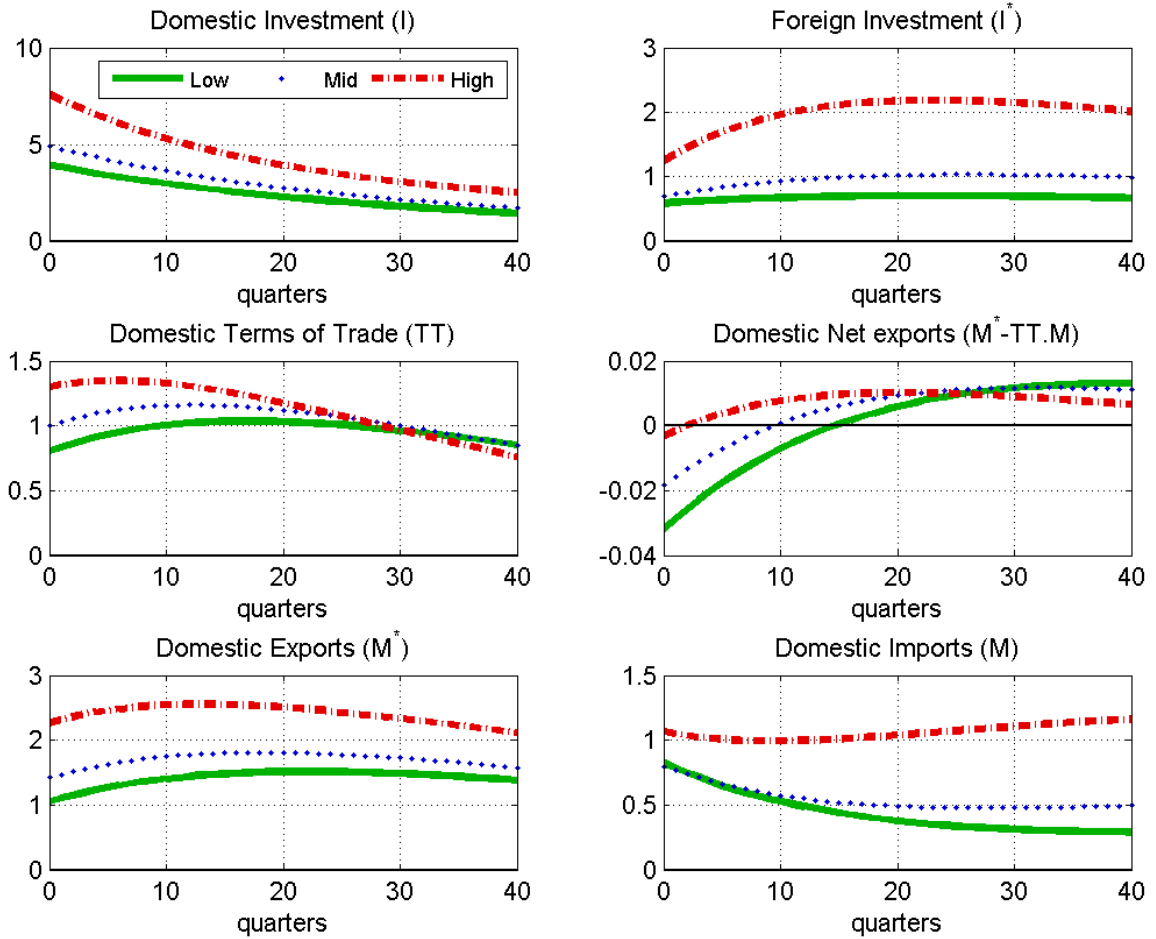 Domestic Investment (I)
10
5
0
Low Mid High
0 10 20 30 40
quarters
Foreign Investment (I*)
3
2
1
0
0 10 20 30 40
quarters
Domestic Terms of Trade (TT)
1.5
1
0.5
0
0 10 20 30 40
quarters
Domestic Net exports (M*-TT.M)
0.02
0
-0.02
-0.04
0 10 20 30 40
quarters
Domestic Exports (M*)
3
2
1
0
0 10 20 30 40
quarters
Domestic Imports (M)
1.5
1
0.5
0
0 10 20 30 40
quarters